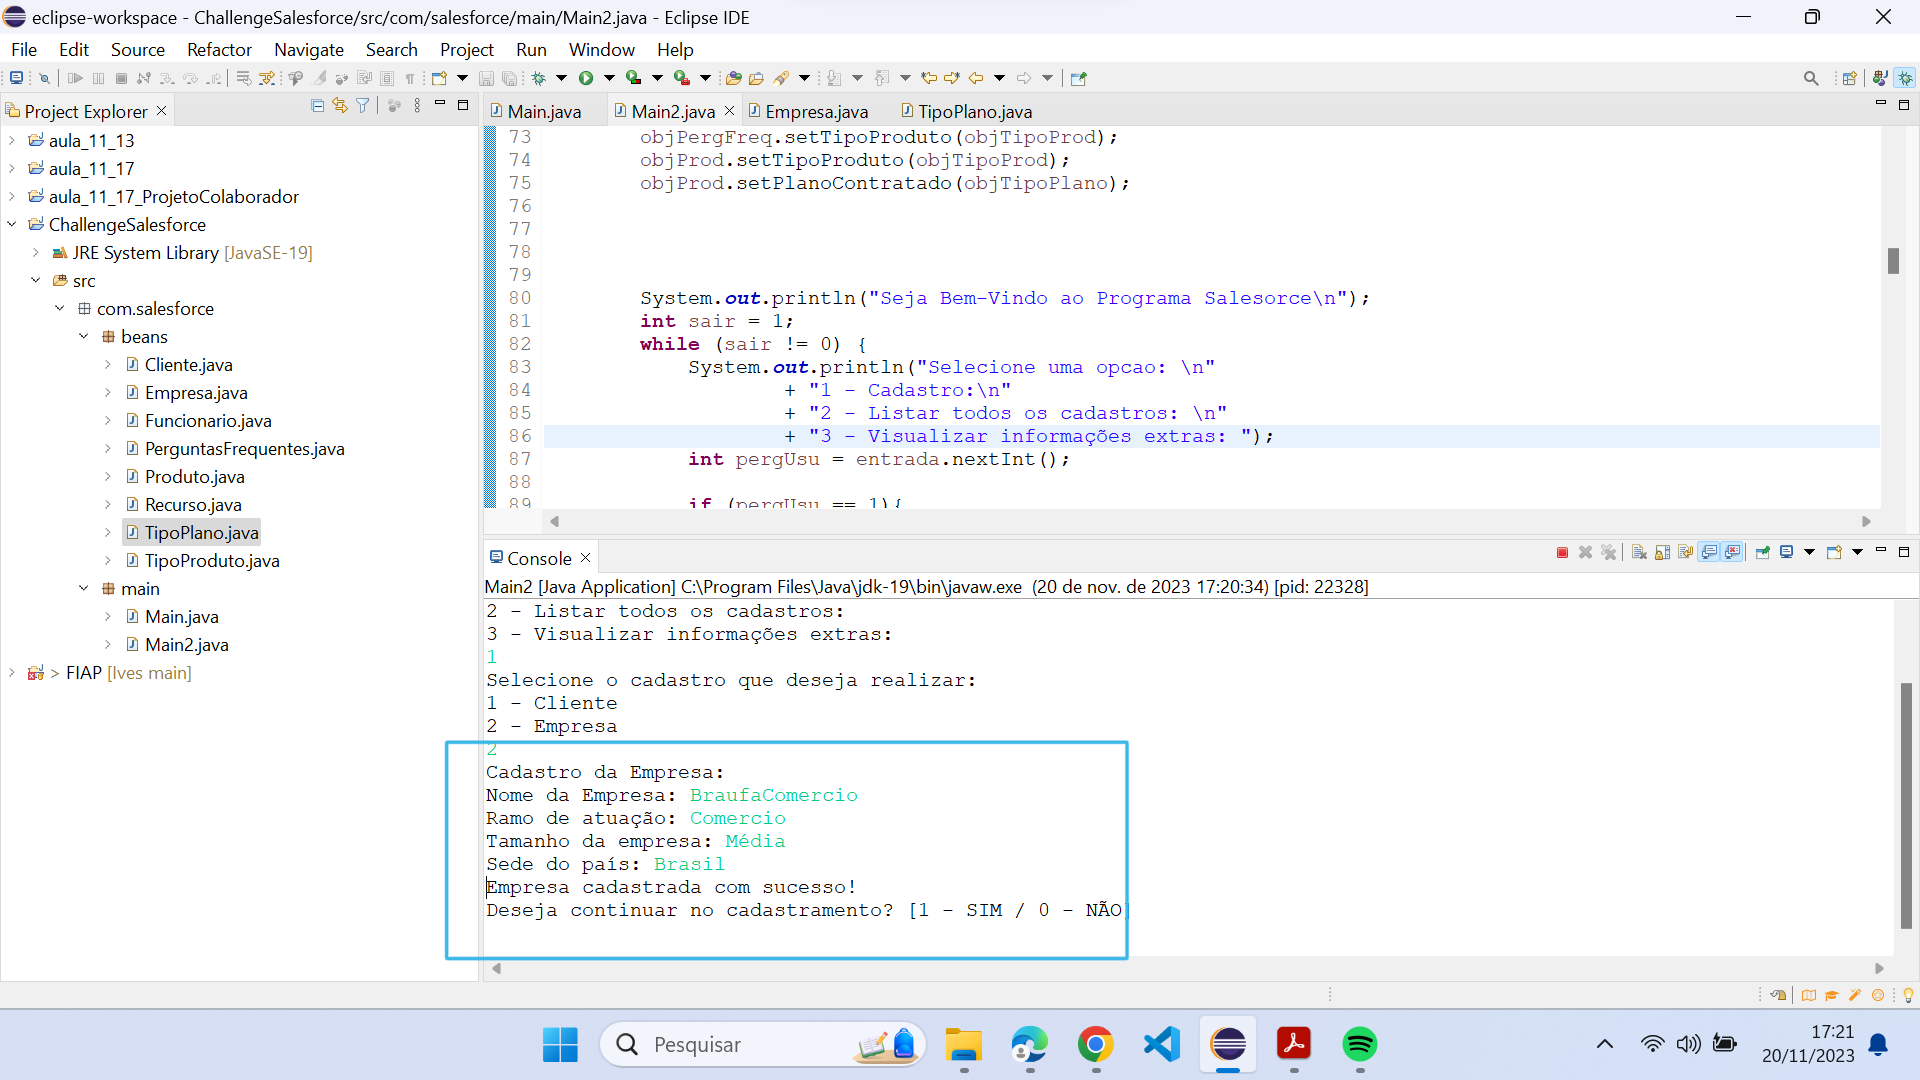 eclipse-workspace - ChallengeSalesforce/src/com/salesforce/main/Main2.java - Eclipse IDE
File Edit Source Refactor Navigate Search Project Run Window Help
Project Explorer
aula_11_13
aula_11_17
aula_11_17_ProjetoColaborador
ChallengeSalesforce
JRE System Library [JavaSE-19]
src
com.salesforce
beans
Cliente.java
Empresa.java
Funcionario.java
PerguntasFrequentes.java
Produto.java
Recurso.java
TipoPlano.java
TipoProduto.java
main
Main.java
Main2.java
> FIAP [Ives main]
Main.java Main2.java Empresa.java TipoPlano.java
73 objPergFreq.setTipoProduto(objTipoProd);
74 objProd.setTipoProduto(objTipoProd);
75 objProd.setPlanoContratado(objTipoPlano);
76
77
78
79
80 System.out.println("Seja Bem-Vindo ao Programa Salesorce\n");
81 int sair = 1;
82 while (sair != 0) {
83 System.out.println("Selecione uma opcao: \n"
84 + "1 - Cadastro:\n"
85 + "2 - Listar todos os cadastros: \n"
86 + "3 - Visualizar informações extras: ");
87 int pergUsu = entrada.nextInt();
88
89 if (pergUsu == 1){
Console
Main2 [Java Application] C:\Program Files\Java\jdk-19\bin\javaw.exe (20 de nov. de 2023 17:20:34) [pid: 22328]
2 - Listar todos os cadastros:
3 - Visualizar informações extras:
1
Selecione o cadastro que deseja realizar:
1 - Cliente
2 - Empresa
2
Cadastro da Empresa:
Nome da Empresa: BraufaComercio
Ramo de atuação: Comercio
Tamanho da empresa: Média
Sede do país: Brasil
Empresa cadastrada com sucesso!
Deseja continuar no cadastramento? [1 - SIM / 0 - NÃO]
Pesquisar
17:21
20/11/2023